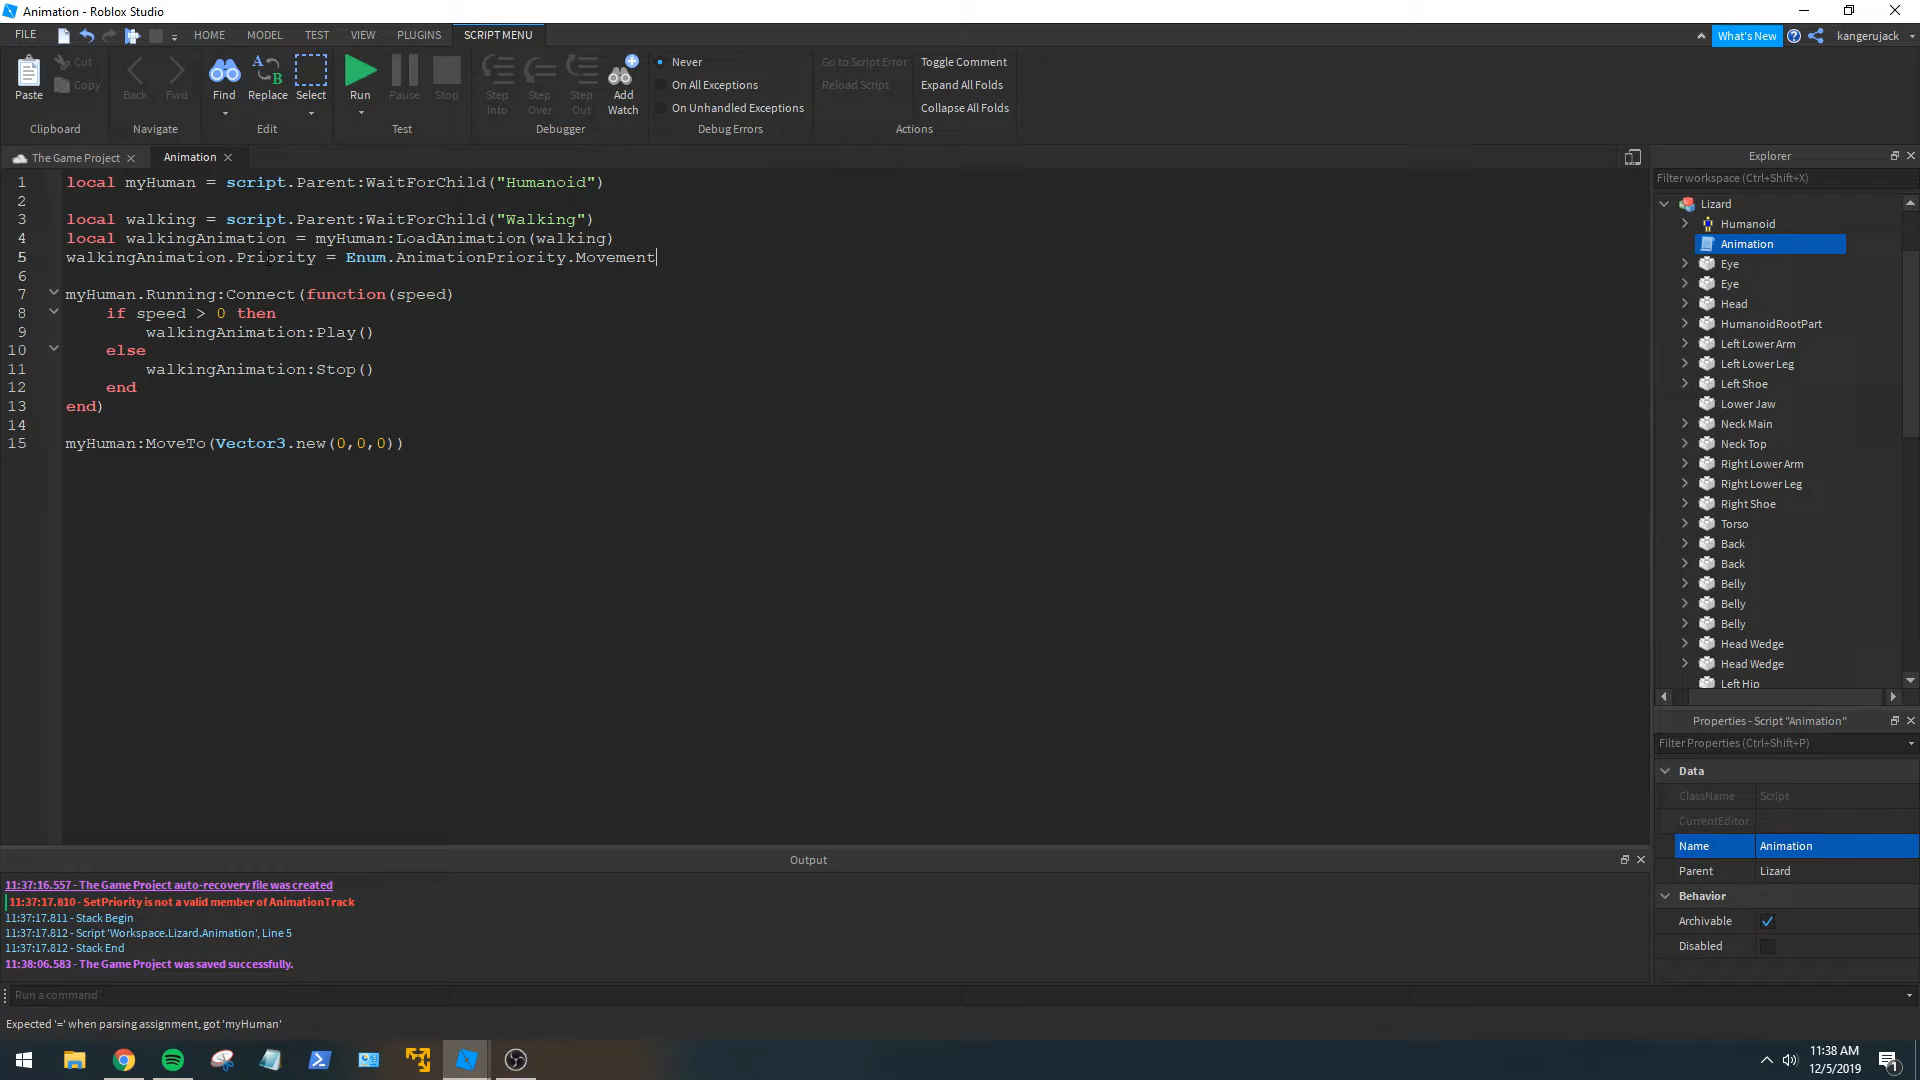 Animation - Roblox Studio
FILE HOME MODEL TEST VIEW PLUGINS SCRIPT MENU What's New kangerujack
Paste Cut Copy Back Fwd Find Replace Select Run Pause Stop Step Into Step Over Step Out Add Watch
Never On All Exceptions On Unhandled Exceptions
Go to Script Error Reload Script Toggle Comment Expand All Folds Collapse All Folds
Clipboard Navigate Edit Test Debugger Debug Errors Actions
The Game Project Animation
1 local myHuman = script.Parent:WaitForChild("Humanoid")
2
3 local walking = script.Parent:WaitForChild("Walking")
4 local walkingAnimation = myHuman:LoadAnimation(walking)
5 walkingAnimation.Priority = Enum.AnimationPriority.Movement
6
7 myHuman.Running:Connect(function(speed)
8 if speed > 0 then
9 walkingAnimation:Play()
10 else
11 walkingAnimation:Stop()
12 end
13 end)
14
15 myHuman:MoveTo(Vector3.new(0,0,0))
Explorer
Filter workspace (Ctrl+Shift+X)
Lizard
Humanoid
Animation
Eye
Eye
Head
HumanoidRootPart
Left Lower Arm
Left Lower Leg
Left Shoe
Lower Jaw
Neck Main
Neck Top
Right Lower Arm
Right Lower Leg
Right Shoe
Torso
Back
Back
Belly
Belly
Belly
Head Wedge
Head Wedge
Left Hip
Properties - Script "Animation"
Filter Properties (Ctrl+Shift+P)
Data
ClassName Script
CurrentEditor
Name Animation
Parent Lizard
Behavior
Archivable
Disabled
Output
11:37:16.557 - The Game Project auto-recovery file was created
11:37:17.810 - SetPriority is not a valid member of AnimationTrack
11:37:17.811 - Stack Begin
11:37:17.812 - Script 'Workspace.Lizard.Animation', Line 5
11:37:17.812 - Stack End
11:38:06.583 - The Game Project was saved successfully.
Run a command
Expected '=' when parsing assignment, got 'myHuman'
11:38 AM
12/5/2019
1